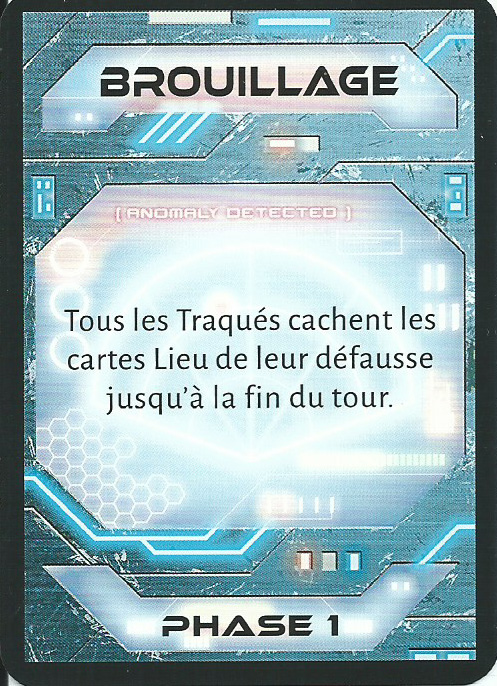 BROUILLAGE
[ANOMALY DETECTED]
Tous les Traqués cachent les
cartes Lieu de leur défausse
jusqu'à la fin du tour.
PHASE 1